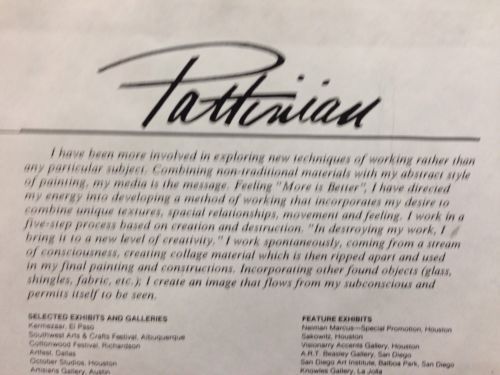 Pattinian
I have been more involved in exploring new techniques of working rather than
any particular subject. Combining non-traditional materials with my abstract style
of painting, my media is the message. Feeling "More is Better", I have directed
my energy into developing a method of working that incorporates my desire to
combine unique textures, spacial relationships, movement and feeling. I work in a
five-step process based on creation and destruction. "In destroying my work, I
bring it to a new level of creativity." I work spontaneously, coming from a stream
of consciousness, creating collage material which is then ripped apart and used
in my final painting and constructions. Incorporating other found objects (glass,
shingles, fabric, etc.); I create an image that flows from my subconscious and
permits itself to be seen.
SELECTED EXHIBITS AND GALLERIES
Kermezaar, El Paso
Southwest Arts & Crafts Festival, Albuquerque
Cottonwood Festival, Richardson
Artfest, Dallas
October Studios, Houston
Artisans Gallery, Austin
FEATURE EXHIBITS
Neiman Marcus—Special Promotion, Houston
Sakowitz, Houston
Visionarry Accents Gallery, Houston
A.R.T. Beasley Gallery, San Diego
San Diego Art Institute, Balboa Park, San Diego
Knowles Gallery, La Jolla